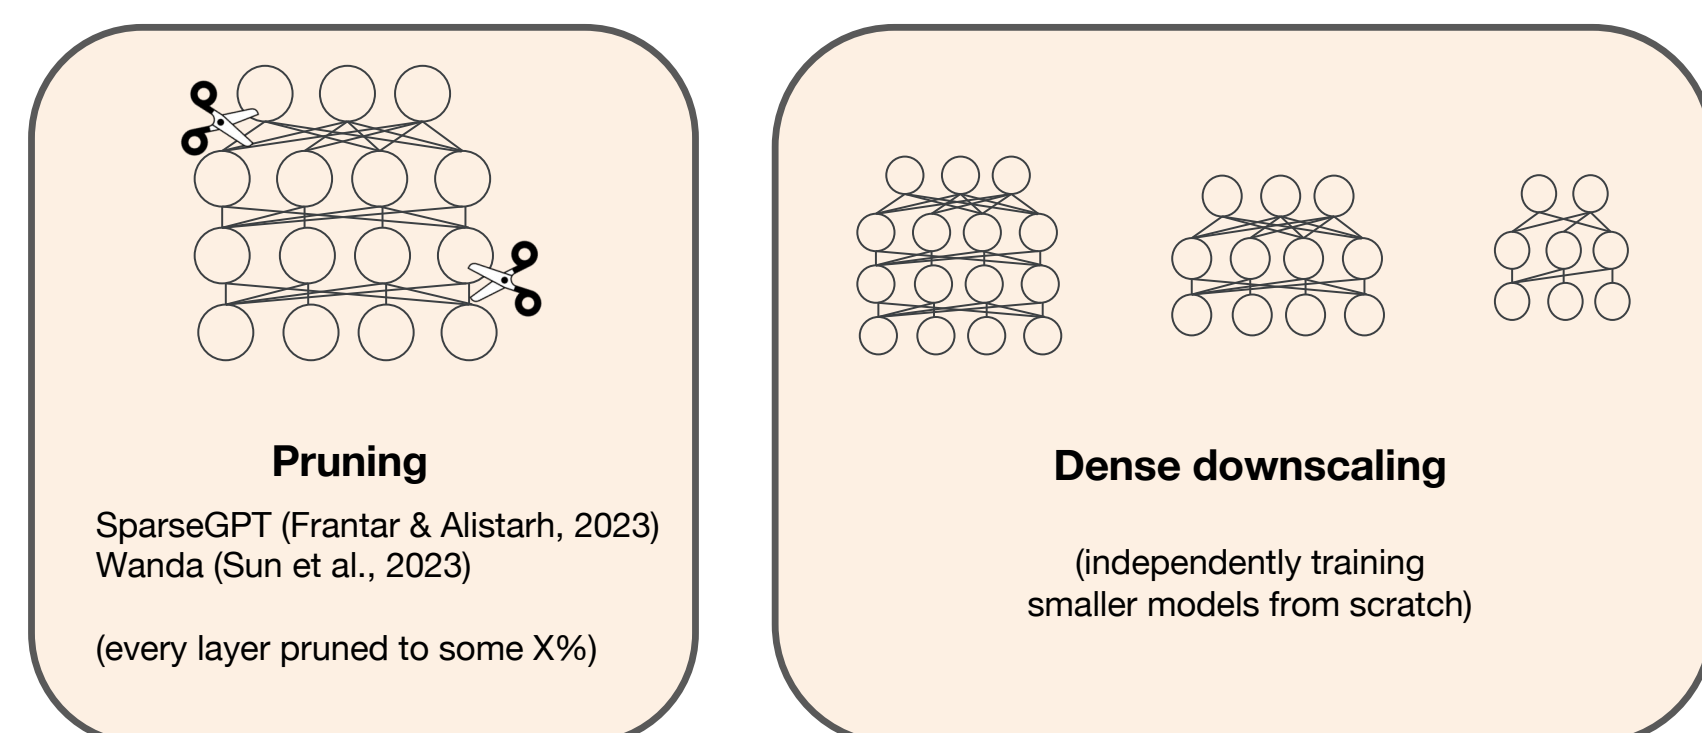 Pruning
SparseGPT (Frantar & Alistarh, 2023)
Wanda (Sun et al., 2023)
(every layer pruned to some X%)
Dense downscaling
(independently training
smaller models from scratch)